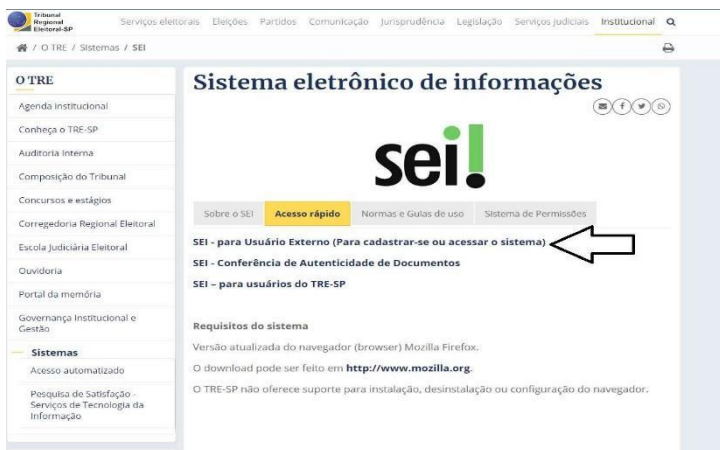 Tribunal
Regional
Eleitoral-SP
Serviços eleitorais Eleições Partidos Comunicação Jurisprudência Legislação Serviços judiciais Institucional
/ O TRE / Sistemas / SEI
O TRE
Agenda institucional
Conheça o TRE-SP
Auditoria Interna
Composição do Tribunal
Concursos e estágios
Corregedoria Regional Eleitoral
Escola Judiciária Eleitoral
Ouvidoria
Portal da memória
Governança Institucional e
Gestão
Sistemas
Acesso automatizado
Pesquisa de Satisfação -
Serviços de Tecnologia da
Informação
Sistema eletrônico de informações
sei!
Sobre o SEI Acesso rápido Normas e Guias de uso Sistema de Permissões
SEI - para Usuário Externo (Para cadastrar-se ou acessar o sistema)
SEI - Conferência de Autenticidade de Documentos
SEI – para usuários do TRE-SP
Requisitos do sistema
Versão atualizada do navegador (browser) Mozilla Firefox.
O download pode ser feito em http://www.mozilla.org.
O TRE-SP não oferece suporte para instalação, desinstalação ou configuração do navegador.